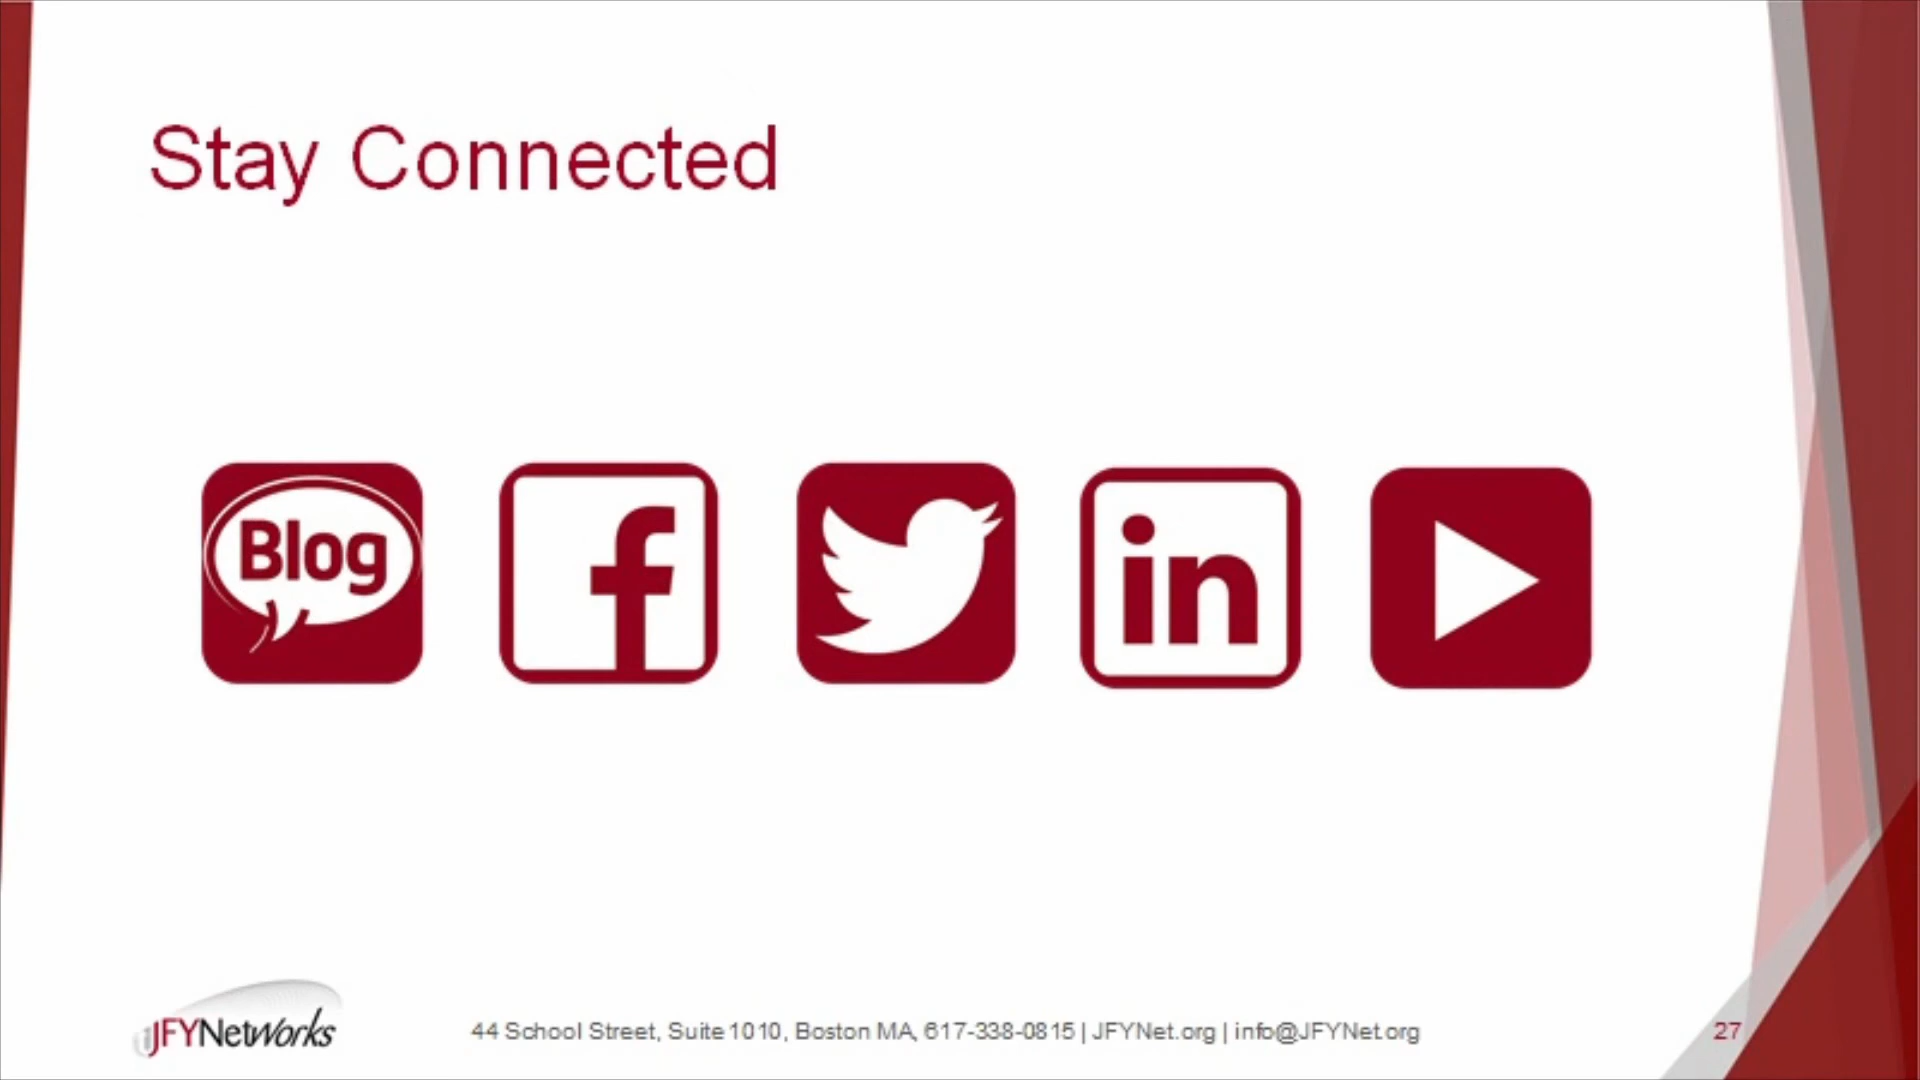 Stay Connected
Blog
f
in
JFYNetWorks
44 School Street, Suite 1010, Boston MA, 617-338-0815 | JFYNet.org | info@JFYNet.org
27